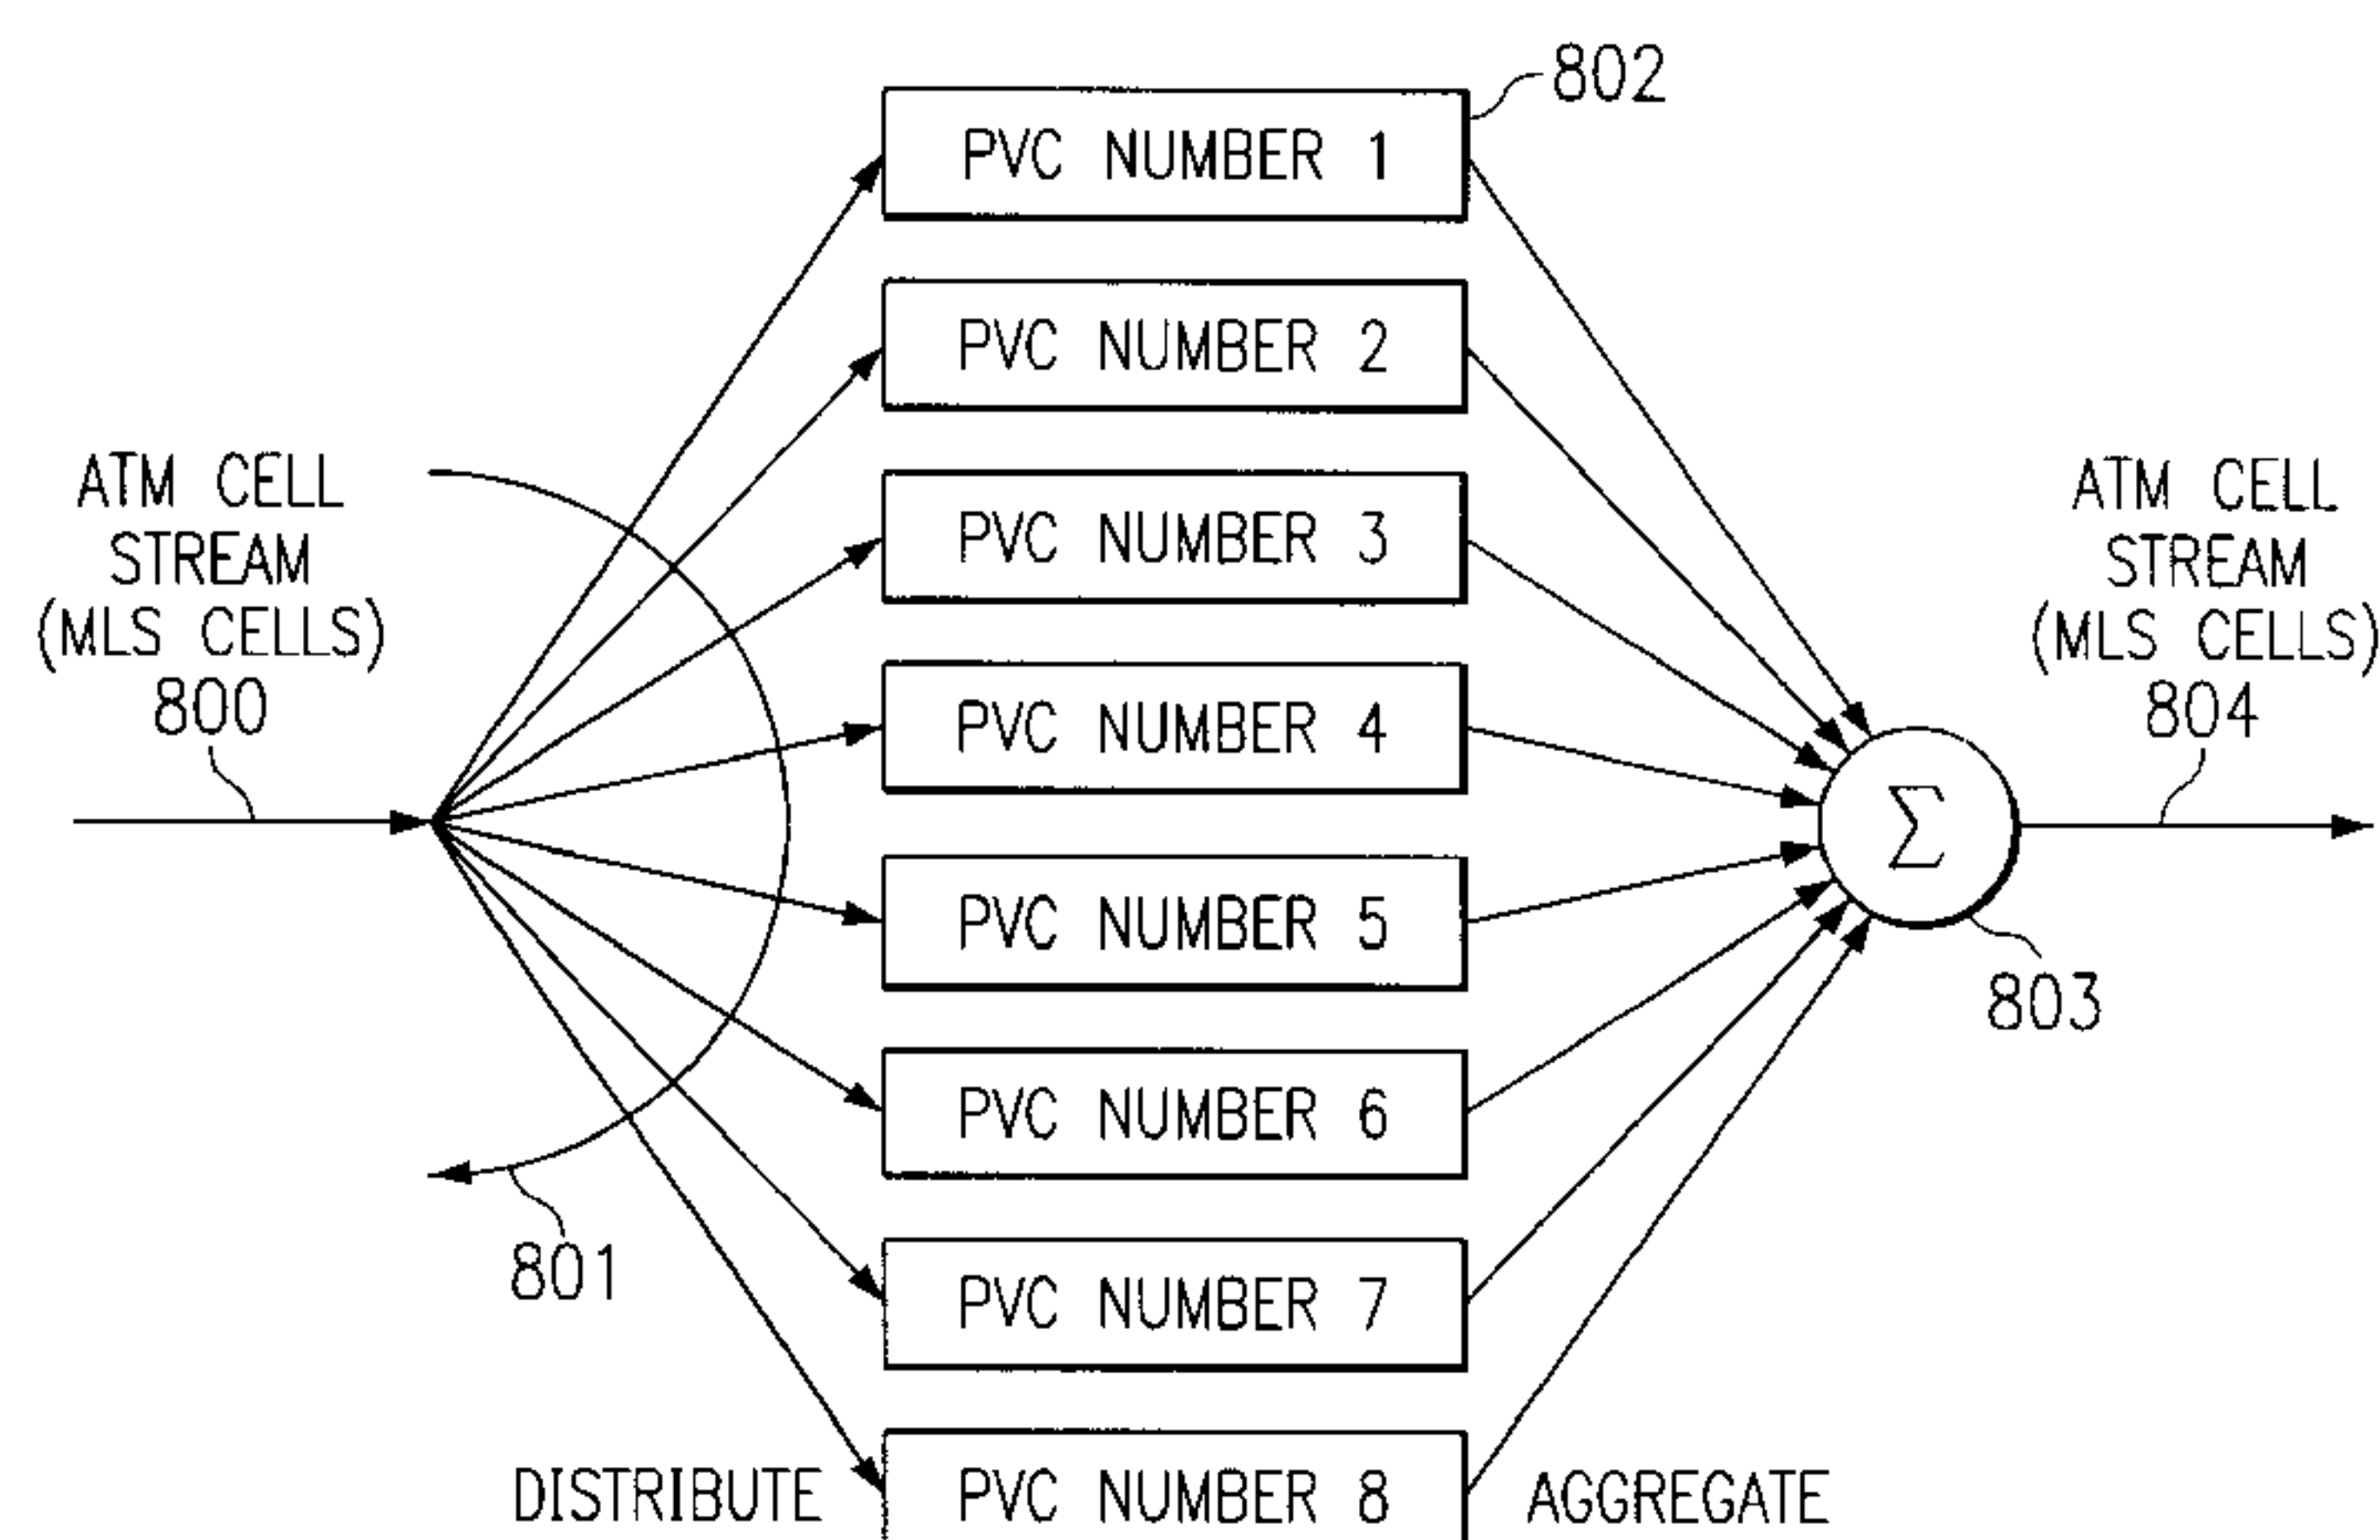 802
PVC NUMBER 1
PVC NUMBER 2
ATM CELL
STREAM
(MLS CELLS)
800
PVC NUMBER 3
PVC NUMBER 4
PVC NUMBER 5
PVC NUMBER 6
PVC NUMBER 7
PVC NUMBER 8
801
DISTRIBUTE
AGGREGATE
Σ
803
ATM CELL
STREAM
(MLS CELLS)
804